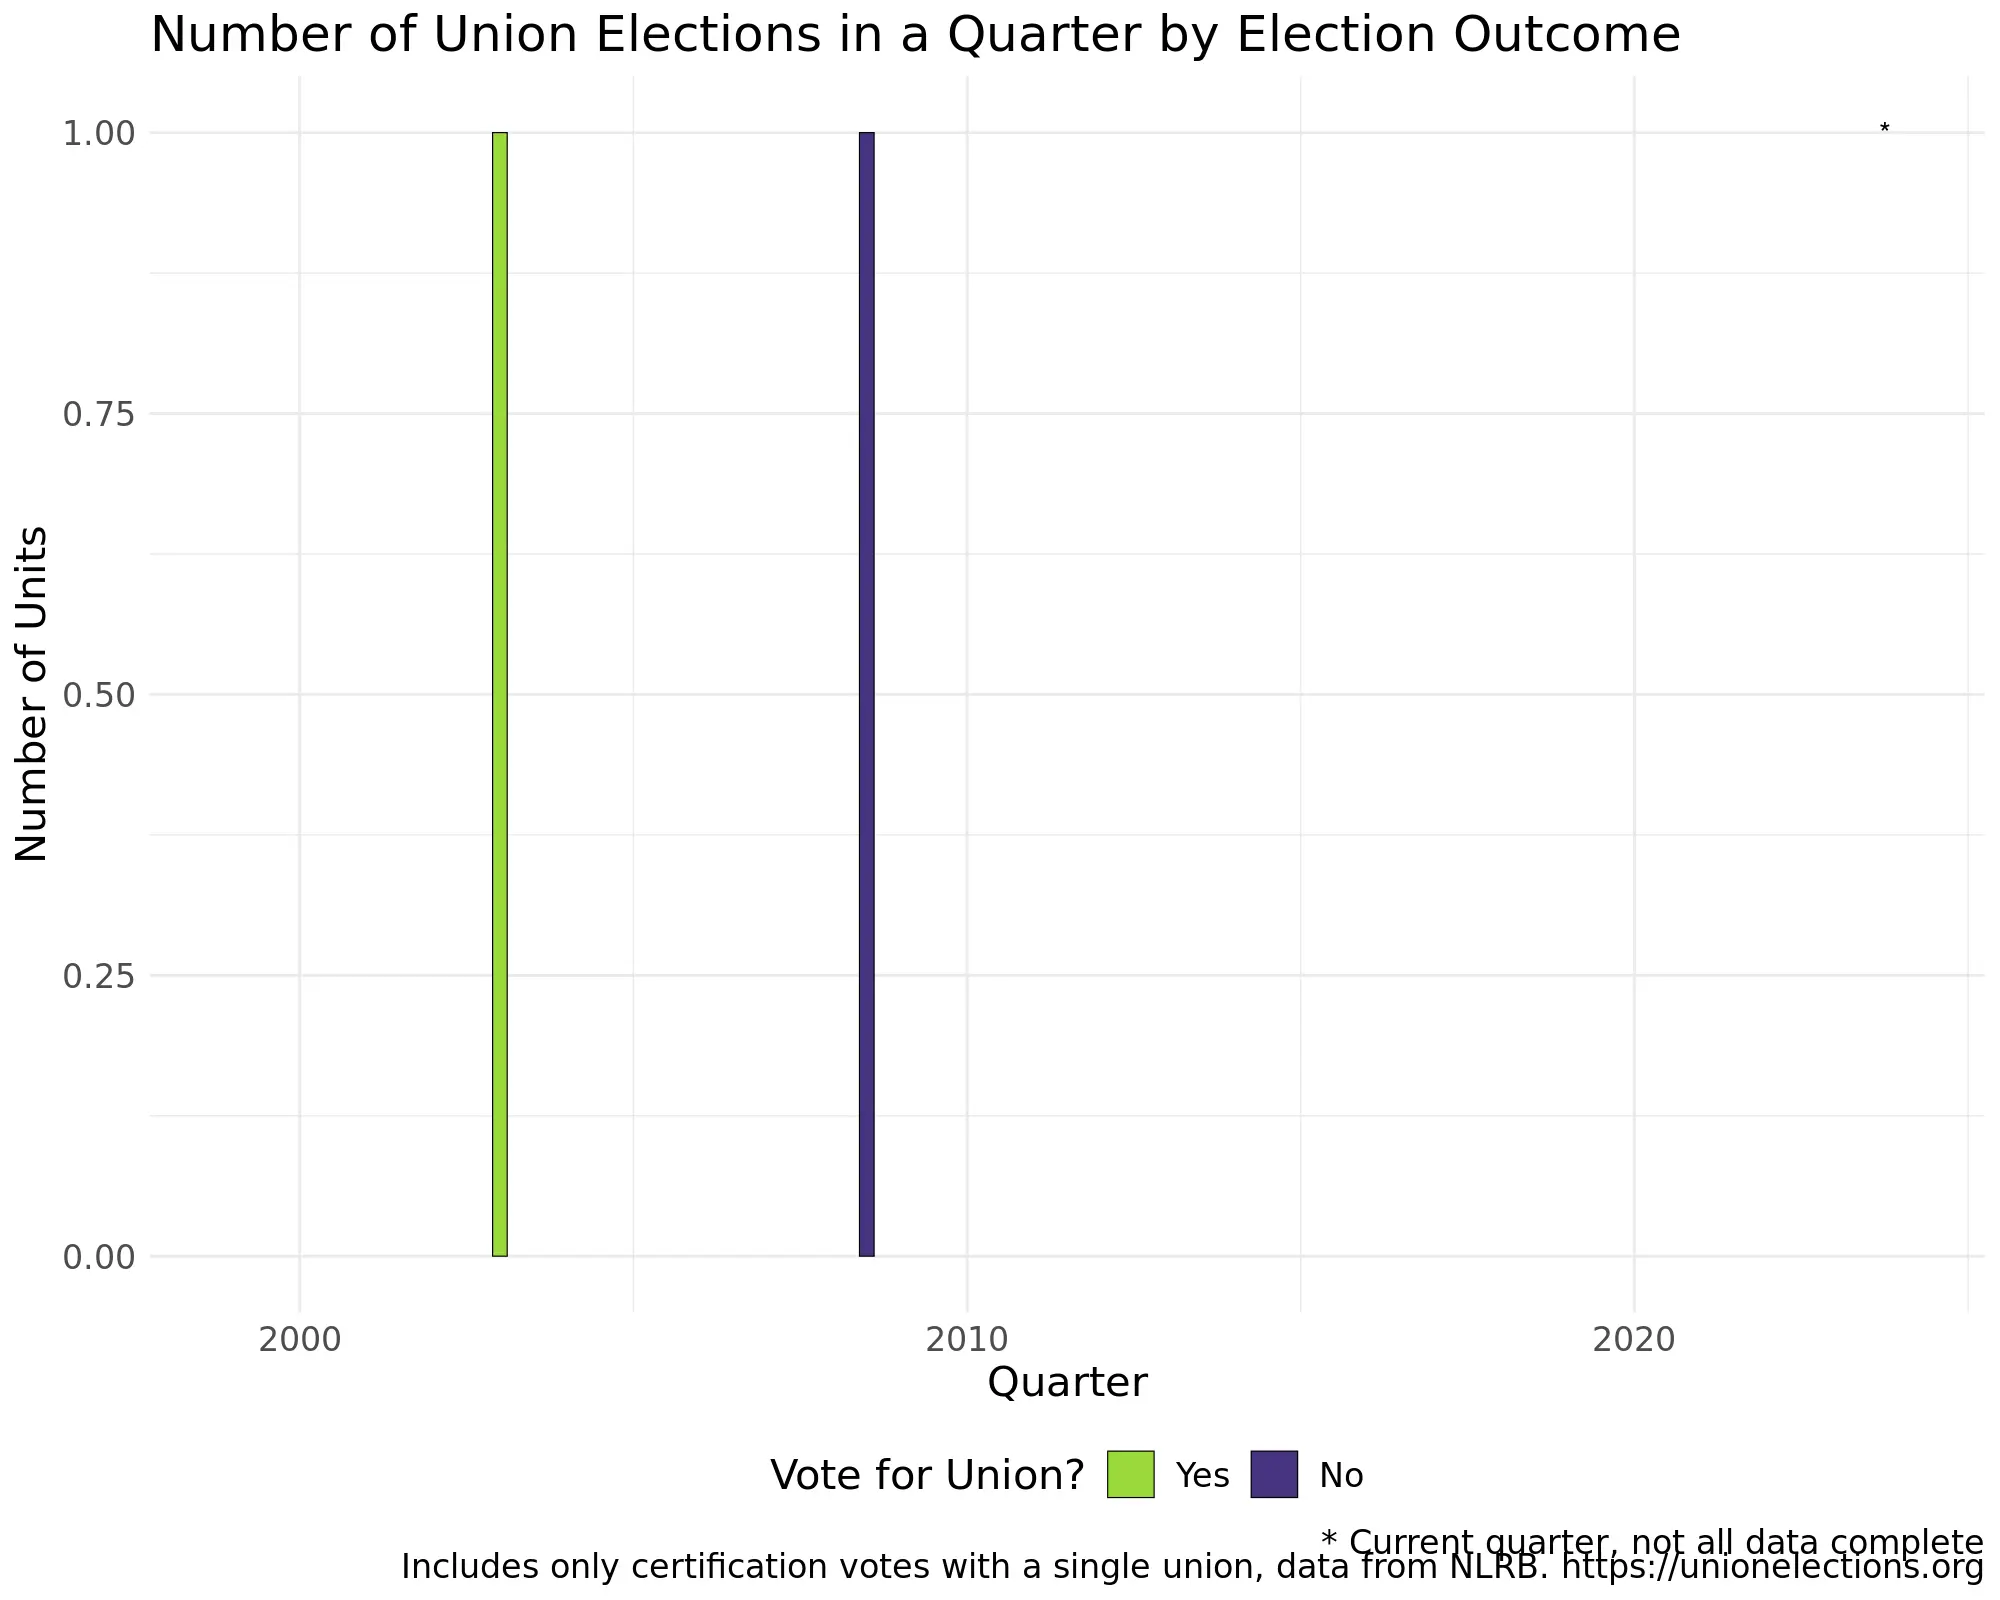 Number of Union Elections in a Quarter by Election Outcome
*
1.00
0.75
0.50
0.25
0.00
Number of Units
2000 2010 2020
Quarter
Vote for Union? Yes No
* Current quarter, not all data complete
Includes only certification votes with a single union, data from NLRB. https://unionelections.org